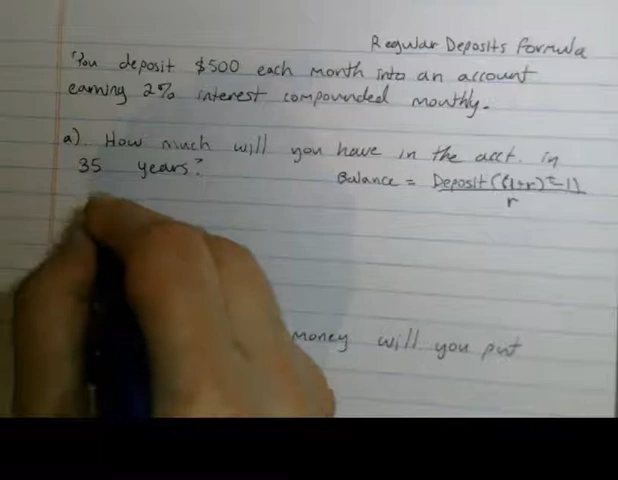 Regular Deposits Formula
You deposit $500 each month into an account
earning 2% interest compounded monthly.
a). How much will you have in the acct. in
35 years?
Balance = Deposit((1+r)ⁿ-1)
r
money will you put